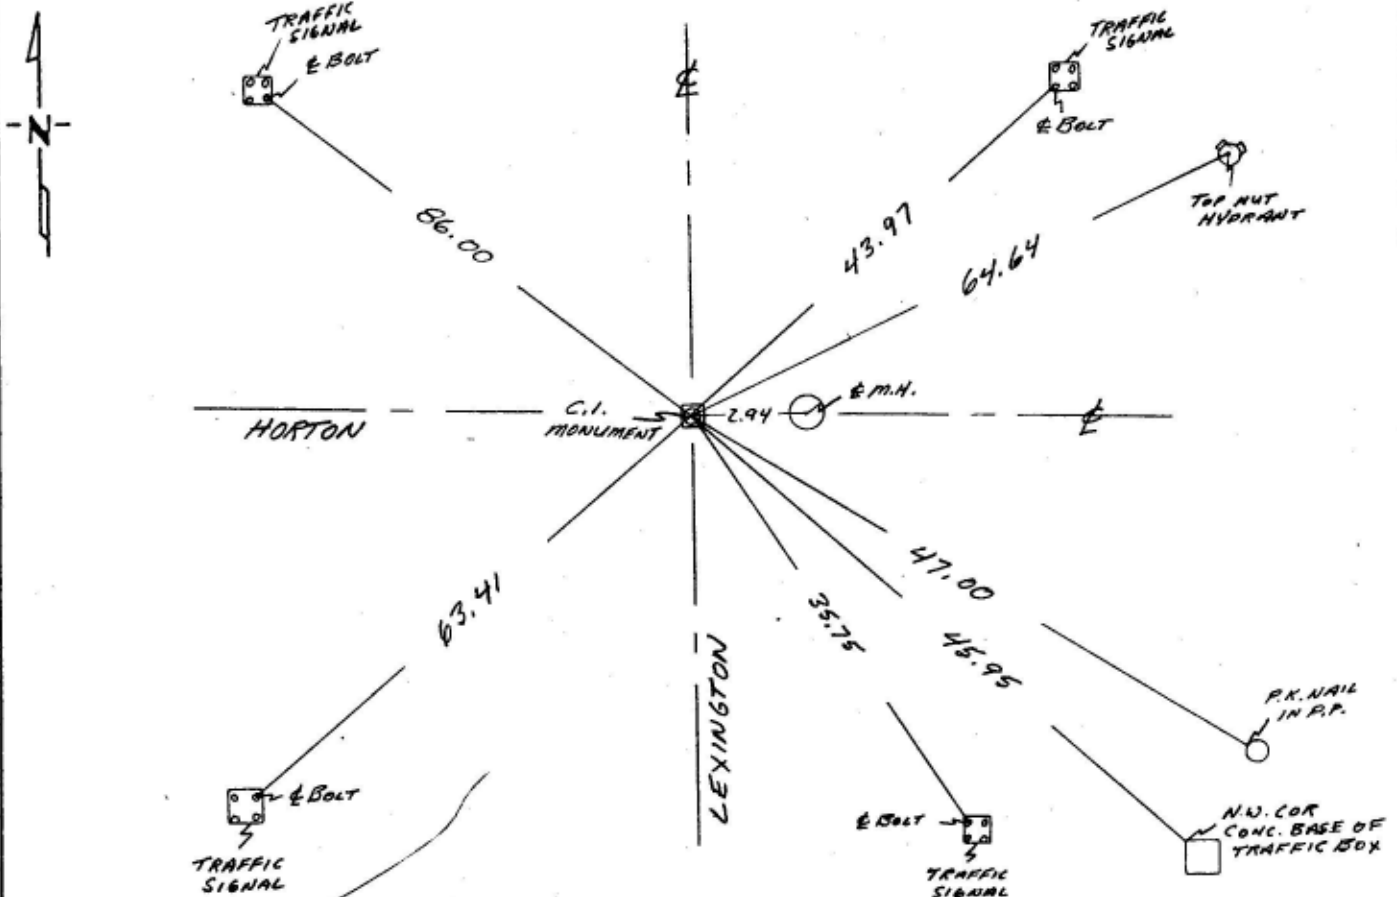 TRAFFIC
SIGNAL
℄ BOLT
N
℄
TRAFFIC
SIGNAL
℄ BOLT
TOP NUT
HYDRANT
86.00
43.97
64.64
HORTON
C.I.
MONUMENT
2.94
℄ M.H.
℄
63.41
35.75
47.00
45.95
LEXINGTON
P.K. NAIL
IN P.P.
℄ BOLT
TRAFFIC
SIGNAL
℄ BOLT
TRAFFIC
SIGNAL
N.W. COR
CONC. BASE OF
TRAFFIC BOX